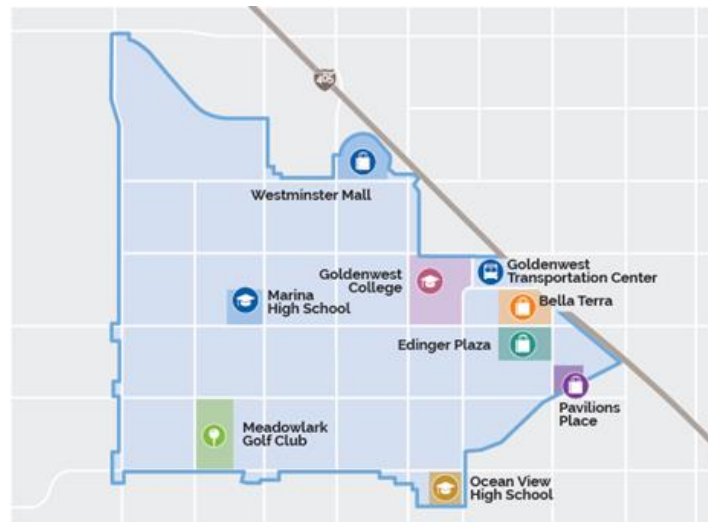 405
Westminster Mall
Goldenwest
College
Goldenwest
Transportation Center
Marina
High School
Bella Terra
Edinger Plaza
Pavilions
Place
Meadowlark
Golf Club
Ocean View
High School